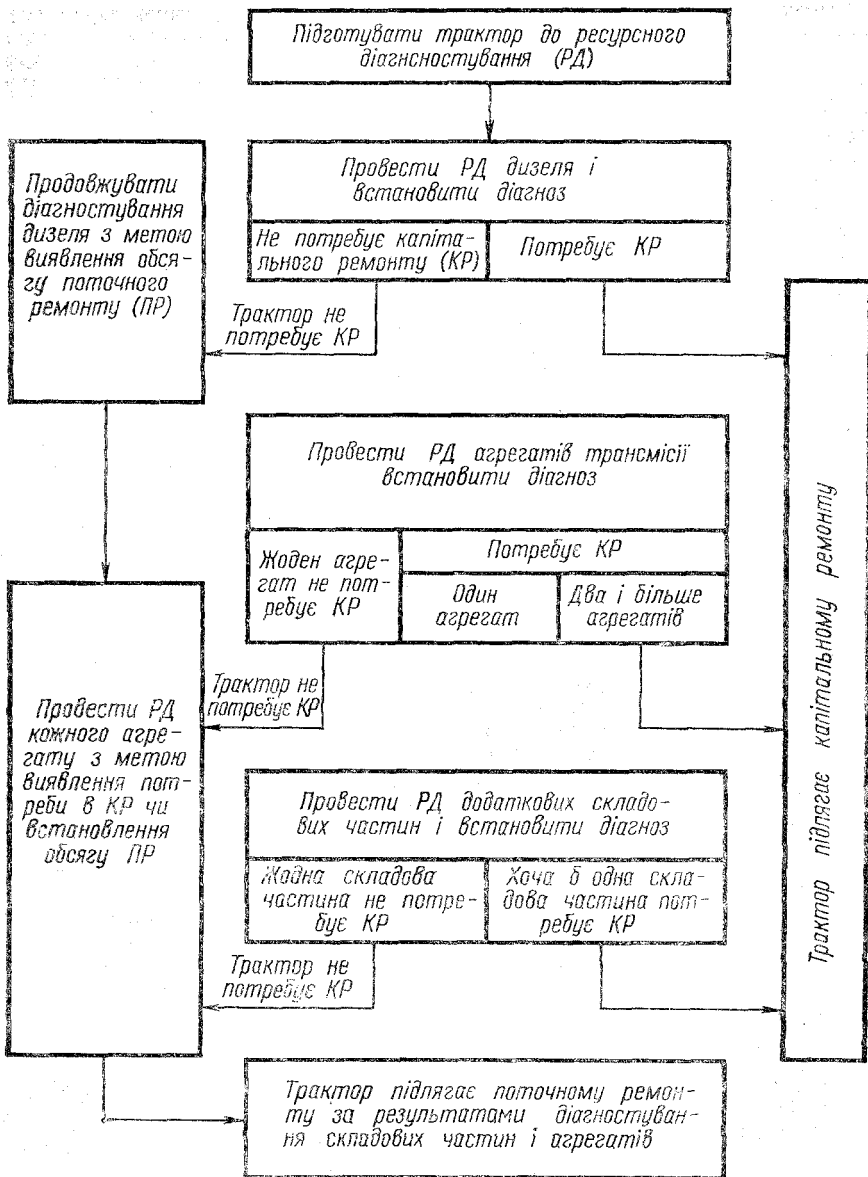 Підготувати трактор до ресурсного
діагнсностування (РД)
Продовжувати
діагностування
дизеля з метою
виявлення обся-
гу поточного
ремонту (ПР)
Провести РД дизеля і
встановити діагноз
Не потребує капіта-
льного ремонту (КР)
Потребує КР
Трактор не
потребує КР
Провести РД агрегатів трансмісії
встановити діагноз
Жоден агре-
гат не пот-
ребує КР
Потребує КР
Один
агрегат
Два і більше
агрегатів
Трактор не
потребує КР
Продести РД
кожного агре-
гату з метою
виявлення пот-
реби в КР чи
встановлення
обсягу ПР
Провести РД додаткових складо-
вих частин і встановити діагноз
Жодна складова
частина не потре-
бує КР
Хоча б одна скла-
дова частина пот-
ребує КР
Трактор не
потребує КР
Трактор підлягає капітальному ремонту
Трактор підлягає поточному ремон-
ту за результатами діагностуван-
ня складових частин і агрегатів